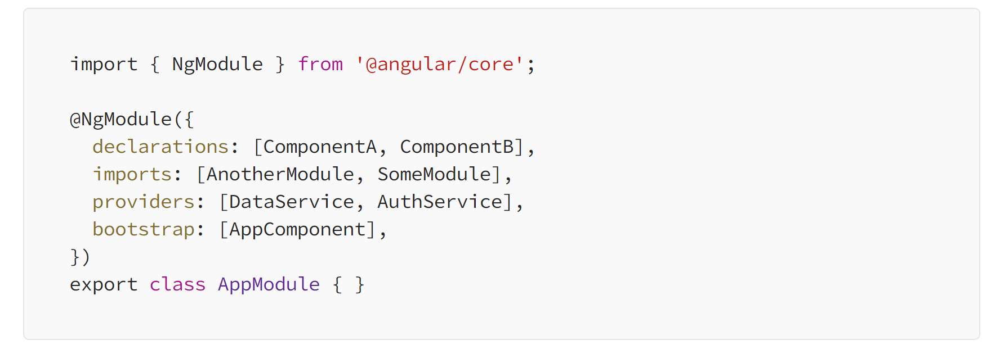 import { NgModule } from '@angular/core';
@NgModule({
declarations: [ComponentA, ComponentB],
imports: [AnotherModule, SomeModule],
providers: [DataService, AuthService],
bootstrap: [AppComponent],
})
export class AppModule { }